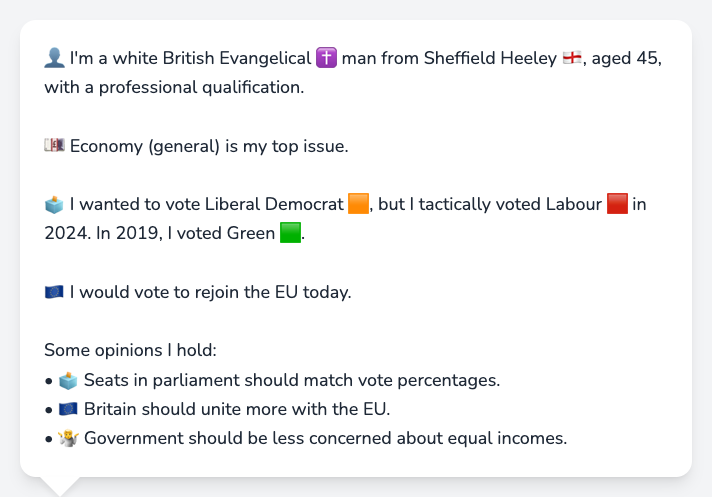 👤 I'm a white British Evangelical ✝️ man from Sheffield Heeley 🏴󠁧󠁢󠁥󠁮󠁧󠁿, aged 45,
with a professional qualification.
💷 Economy (general) is my top issue.
🗳️ I wanted to vote Liberal Democrat 🟧, but I tactically voted Labour 🟥 in
2024. In 2019, I voted Green 🟩.
🇪🇺 I would vote to rejoin the EU today.
Some opinions I hold:
• 🗳️ Seats in parliament should match vote percentages.
• 🇪🇺 Britain should unite more with the EU.
• 🤷 Government should be less concerned about equal incomes.